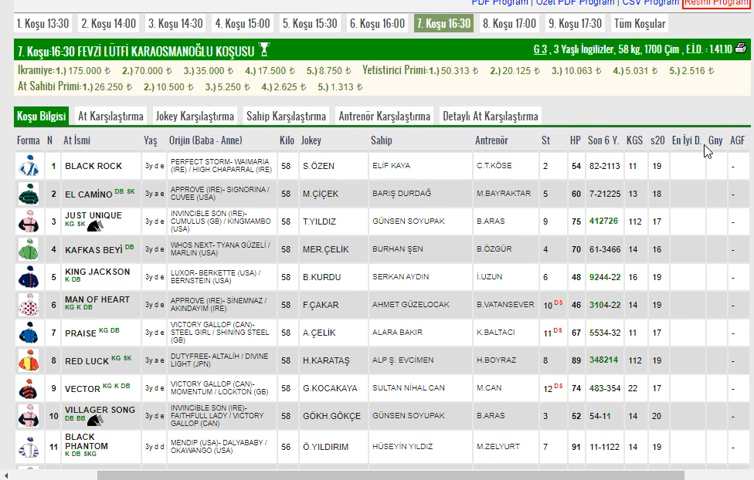 PDF Program | Özet PDF Program | CSV Program | Resmi Program
1. Koşu 13:30 2. Koşu 14:00 3. Koşu 14:30 4. Koşu 15:00 5. Koşu 15:30 6. Koşu 16:00 7. Koşu 16:30 8. Koşu 17:00 9. Koşu 17:30 Tüm Koşular
7. Koşu:16:30 FEVZİ LÜTFİ KARAOSMANOĞLU KOŞUSU G 3 , 3 Yaşlı İngilizler, 58 kg, 1700 Çim , E.İ.D. : 1.41.10
İkramiye: 1.) 175.000 ₺ 2.) 70.000 ₺ 3.) 35.000 ₺ 4.) 17.500 ₺ 5.) 8.750 ₺ Yetistirici Primi: 1.) 50.313 ₺ 2.) 20.125 ₺ 3.) 10.063 ₺ 4.) 5.031 ₺ 5.) 2.516 ₺
At Sahibi Primi: 1.) 26.250 ₺ 2.) 10.500 ₺ 3.) 5.250 ₺ 4.) 2.625 ₺ 5.) 1.313 ₺
Koşu Bilgisi At Karşılaştırma Jokey Karşılaştırma Sahip Karşılaştırma Antrenör Karşılaştırma Detaylı At Karşılaştırma
Forma N At İsmi Yaş Orijin (Baba - Anne) Kilo Jokey Sahip Antrenör St HP Son 6 Y. KGS s20 En İyi D. Gny AGF
1 BLACK ROCK 3y d e PERFECT STORM- WAIMARIA (IRE) / HIGH CHAPARRAL (IRE) 58 S.ÖZEN ELİF KAYA C.T.KÖSE 2 54 82-2113 11 19 -
2 EL CAMİNO DB SK 3y a e APPROVE (IRE)- SIGNORINA / CUVEE (USA) 58 M.ÇİÇEK BARIŞ DURDAĞ M.BAYRAKTAR 5 60 7-21225 13 18 -
3 JUST UNIQUE KG SK 3y d e INVINCIBLE SON (IRE)- CUMULUS (GB) / KINGMAMBO (USA) 58 T.YILDIZ GÜNSEN SOYUPAK B.ARAS 9 75 412726 112 17 -
4 KAFKAS BEYİ DB 3y d e WHOS NEXT- TYANA GÜZELİ / MARLIN (USA) 58 MER.ÇELİK BURHAN ŞEN B.ÖZGÜR 4 70 61-3466 14 16 -
5 KING JACKSON K DB 3y d e LUXOR- BERKETTE (USA) / BERNSTEIN (USA) 58 B.KURDU SERKAN AYDIN İ.UZUN 6 48 9244-22 16 19 -
6 MAN OF HEART KG K DB 3y d e APPROVE (IRE)- SİNEMNAZ / AKINDAYIM (IRE) 58 F.ÇAKAR AHMET GÜZELOCAK B.VATANSEVER 10 DS 46 3104-22 14 19 -
7 PRAISE KG DB 3y d e VICTORY GALLOP (CAN)- STEEL GIRL / SHINING STEEL (GB) 58 A.ÇELİK ALARA BAKIR K.BALTACI 11 DS 67 5534-32 11 17 -
8 RED LUCK KG SK 3y a e DUTYFREE- ALTALIH / DIVINE LIGHT (JPN) 58 H.KARATAŞ ALP Ş. EVCİMEN H.BOYRAZ 8 89 348214 112 19 -
9 VECTOR KG K DB 3y d e VICTORY GALLOP (CAN)- MOMENTUM / LOCKTON (GB) 58 G.KOCAKAYA SULTAN NİHAL CAN M.CAN 12 DS 74 483-354 22 17 -
10 VILLAGER SONG DB BB 3y d e INVINCIBLE SON (IRE)- FAITHFULL LADY / VICTORY GALLOP (CAN) 58 GÖKH.GÖKÇE GÜNSEN SOYUPAK B.ARAS 3 52 54-11 14 20 -
11 BLACK PHANTOM K DB SKG 3y d d MENDIP (USA)- DALYABABY / OKAWANGO (USA) 56 Ö.YILDIRIM HÜSEYİN YILDIZ M.ZELYURT 7 91 11-1122 14 19 -